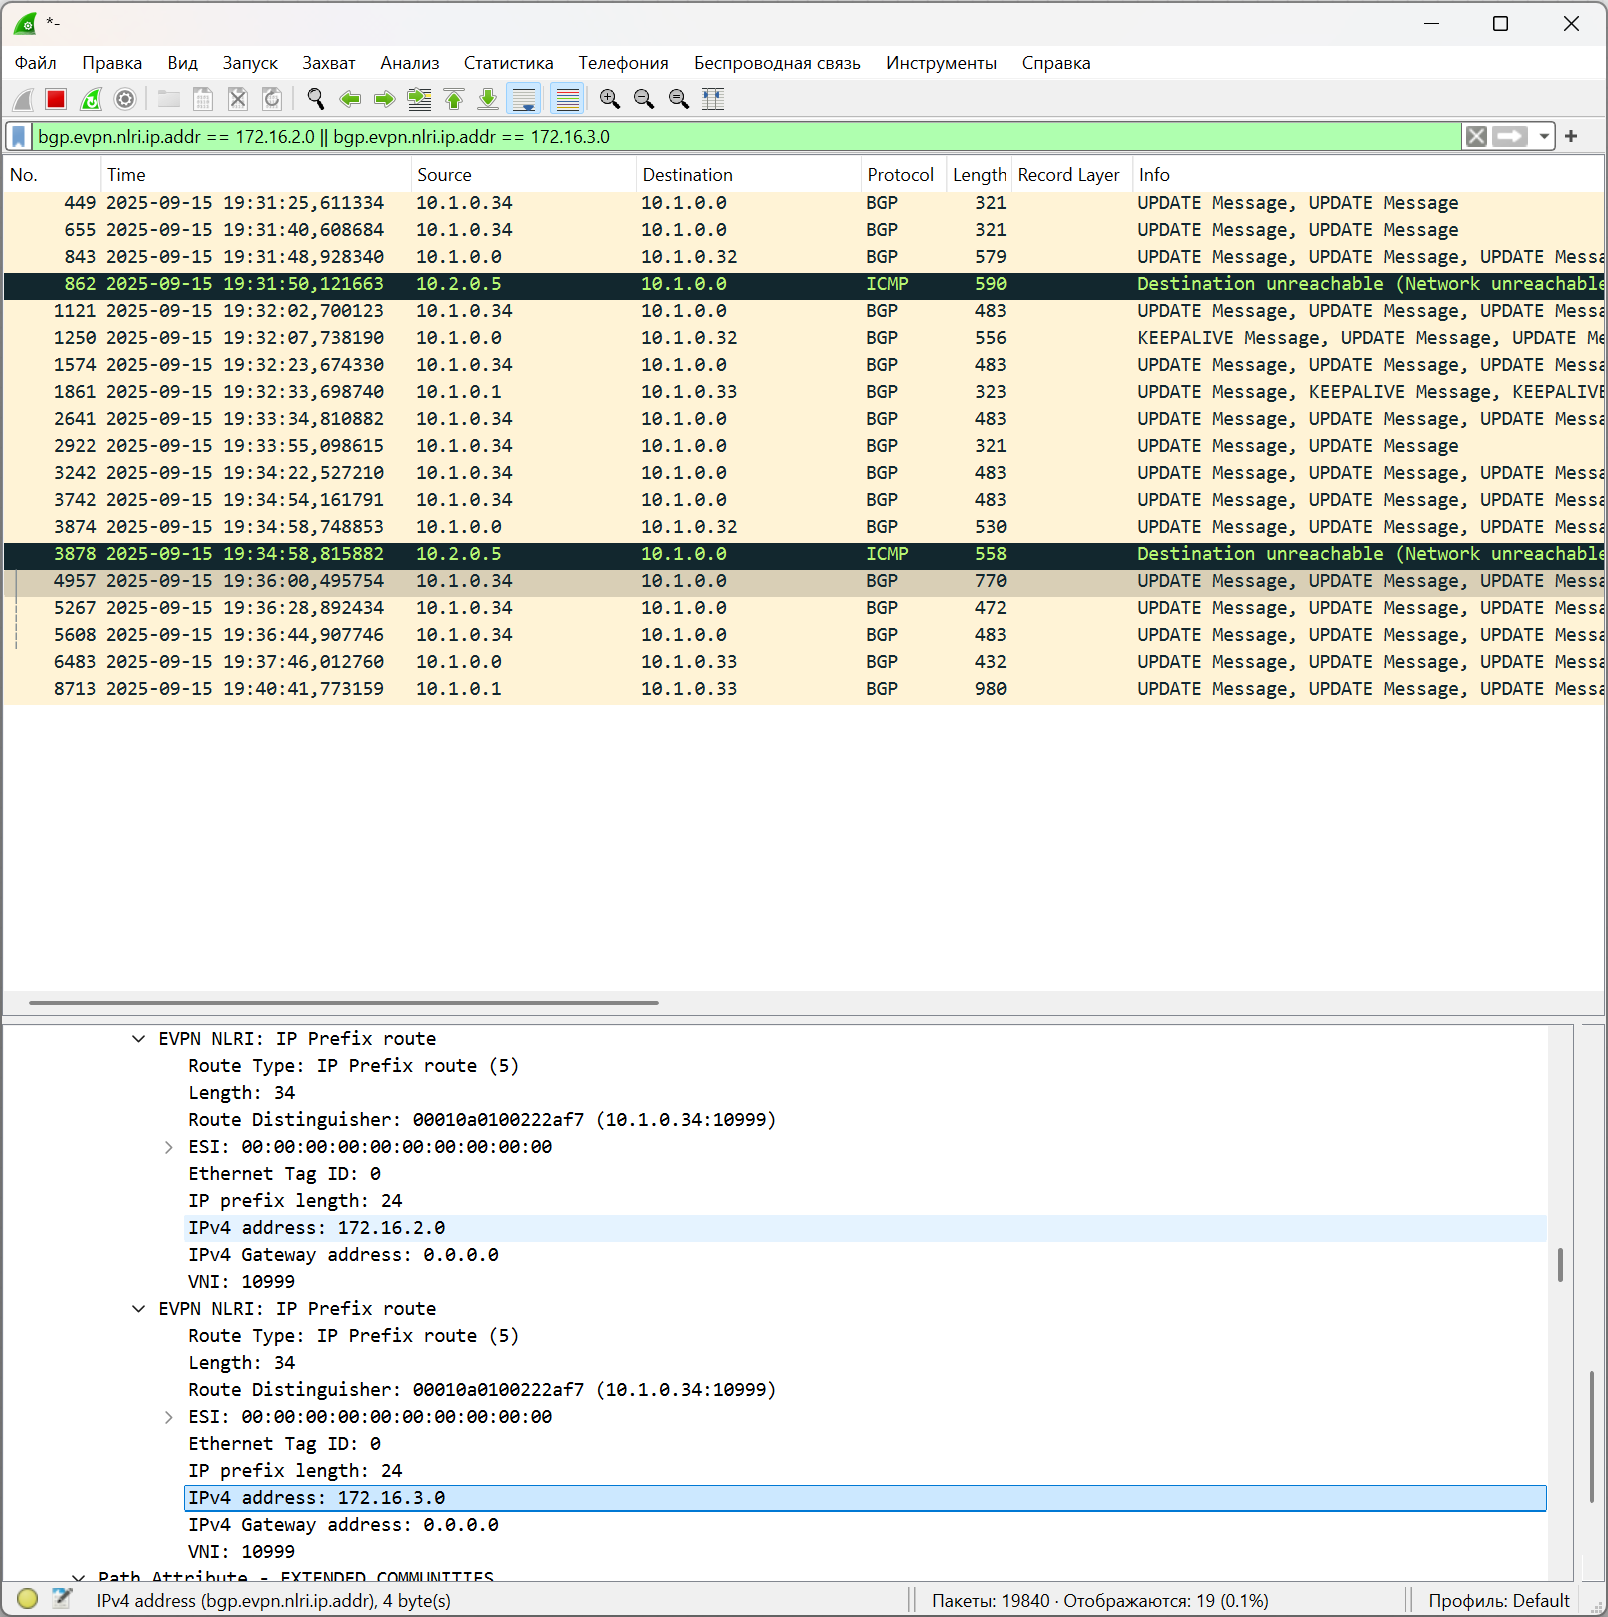 *-
Файл Правка Вид Запуск Захват Анализ Статистика Телефония Беспроводная связь Инструменты Справка
bgp.evpn.nlri.ip.addr == 172.16.2.0 || bgp.evpn.nlri.ip.addr == 172.16.3.0
No. Time Source Destination Protocol Length Record Layer Info
449 2025-09-15 19:31:25,611334 10.1.0.34 10.1.0.0 BGP 321 UPDATE Message, UPDATE Message
655 2025-09-15 19:31:40,608684 10.1.0.34 10.1.0.0 BGP 321 UPDATE Message, UPDATE Message
843 2025-09-15 19:31:48,928340 10.1.0.0 10.1.0.32 BGP 579 UPDATE Message, UPDATE Message, UPDATE Messa
862 2025-09-15 19:31:50,121663 10.2.0.5 10.1.0.0 ICMP 590 Destination unreachable (Network unreachable
1121 2025-09-15 19:32:02,700123 10.1.0.34 10.1.0.0 BGP 483 UPDATE Message, UPDATE Message, UPDATE Messa
1250 2025-09-15 19:32:07,738190 10.1.0.0 10.1.0.32 BGP 556 KEEPALIVE Message, UPDATE Message, UPDATE Me
1574 2025-09-15 19:32:23,674330 10.1.0.34 10.1.0.0 BGP 483 UPDATE Message, UPDATE Message, UPDATE Messa
1861 2025-09-15 19:32:33,698740 10.1.0.1 10.1.0.33 BGP 323 UPDATE Message, KEEPALIVE Message, KEEPALIVE
2641 2025-09-15 19:33:34,810882 10.1.0.34 10.1.0.0 BGP 483 UPDATE Message, UPDATE Message, UPDATE Messa
2922 2025-09-15 19:33:55,098615 10.1.0.34 10.1.0.0 BGP 321 UPDATE Message, UPDATE Message
3242 2025-09-15 19:34:22,527210 10.1.0.34 10.1.0.0 BGP 483 UPDATE Message, UPDATE Message, UPDATE Messa
3742 2025-09-15 19:34:54,161791 10.1.0.34 10.1.0.0 BGP 483 UPDATE Message, UPDATE Message, UPDATE Messa
3874 2025-09-15 19:34:58,748853 10.1.0.0 10.1.0.32 BGP 530 UPDATE Message, UPDATE Message, UPDATE Messa
3878 2025-09-15 19:34:58,815882 10.2.0.5 10.1.0.0 ICMP 558 Destination unreachable (Network unreachable
4957 2025-09-15 19:36:00,495754 10.1.0.34 10.1.0.0 BGP 770 UPDATE Message, UPDATE Message, UPDATE Messa
5267 2025-09-15 19:36:28,892434 10.1.0.34 10.1.0.0 BGP 472 UPDATE Message, UPDATE Message, UPDATE Messa
5608 2025-09-15 19:36:44,907746 10.1.0.34 10.1.0.0 BGP 483 UPDATE Message, UPDATE Message, UPDATE Messa
6483 2025-09-15 19:37:46,012760 10.1.0.0 10.1.0.33 BGP 432 UPDATE Message, UPDATE Message, UPDATE Messa
8713 2025-09-15 19:40:41,773159 10.1.0.1 10.1.0.33 BGP 980 UPDATE Message, UPDATE Message, UPDATE Messa
EVPN NLRI: IP Prefix route
Route Type: IP Prefix route (5)
Length: 34
Route Distinguisher: 00010a0100222af7 (10.1.0.34:10999)
ESI: 00:00:00:00:00:00:00:00:00:00
Ethernet Tag ID: 0
IP prefix length: 24
IPv4 address: 172.16.2.0
IPv4 Gateway address: 0.0.0.0
VNI: 10999
EVPN NLRI: IP Prefix route
Route Type: IP Prefix route (5)
Length: 34
Route Distinguisher: 00010a0100222af7 (10.1.0.34:10999)
ESI: 00:00:00:00:00:00:00:00:00:00
Ethernet Tag ID: 0
IP prefix length: 24
IPv4 address: 172.16.3.0
IPv4 Gateway address: 0.0.0.0
VNI: 10999
Path Attribute - EXTENDED COMMUNITIES
IPv4 address (bgp.evpn.nlri.ip.addr), 4 byte(s) Пакеты: 19840 · Отображаются: 19 (0.1%) Профиль: Default